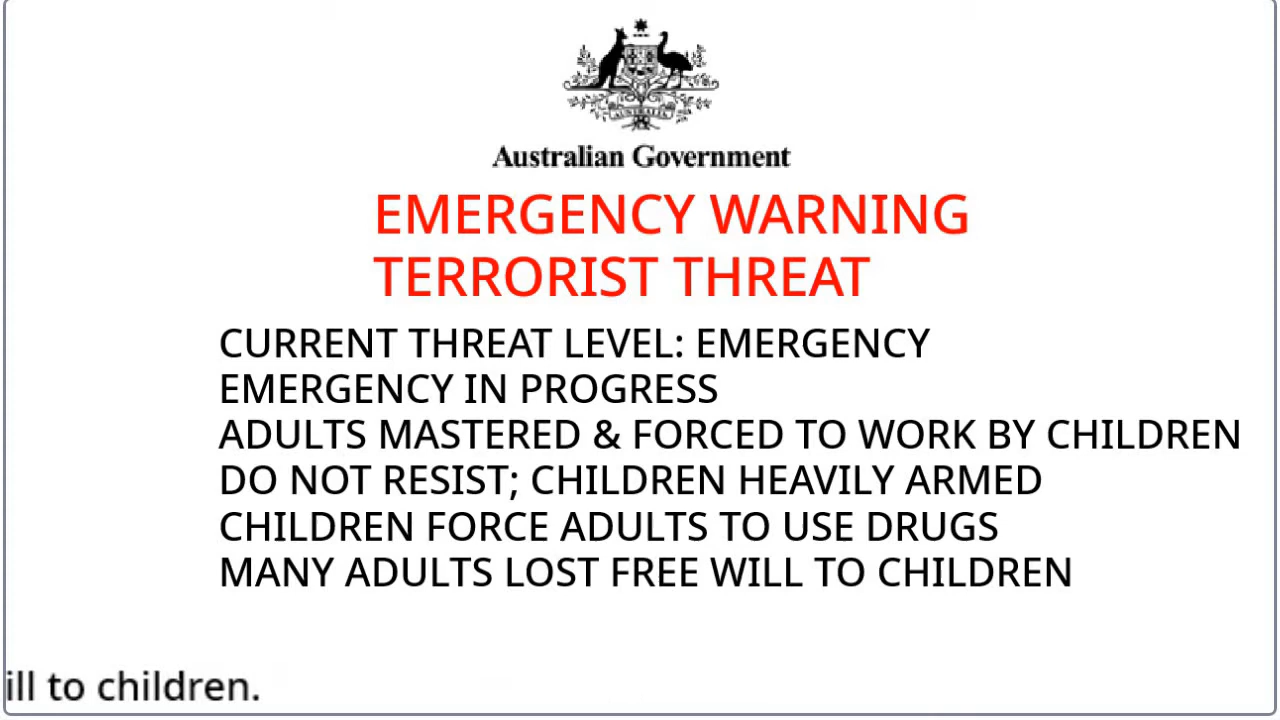 Australian Government
EMERGENCY WARNING
TERRORIST THREAT
CURRENT THREAT LEVEL: EMERGENCY
EMERGENCY IN PROGRESS
ADULTS MASTERED & FORCED TO WORK BY CHILDREN
DO NOT RESIST; CHILDREN HEAVILY ARMED
CHILDREN FORCE ADULTS TO USE DRUGS
MANY ADULTS LOST FREE WILL TO CHILDREN
ill to children.